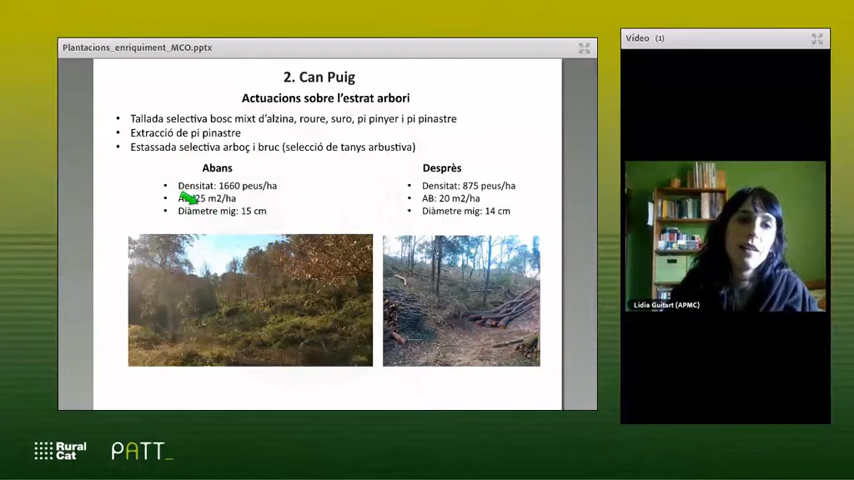 Plantacions_enriquiment_MCO.pptx
Vídeo (1)
2. Can Puig
Actuacions sobre l'estrat arbori
• Tallada selectiva bosc mixt d'alzina, roure, suro, pi pinyer i pi pinastre
• Extracció de pi pinastre
• Estassada selectiva arboç i bruc (selecció de tanys arbustiva)
Abans
• Densitat: 1660 peus/ha
• 25 m2/ha
• Diàmetre mig: 15 cm
Desprès
• Densitat: 875 peus/ha
• AB: 20 m2/ha
• Diàmetre mig: 14 cm
Lidia Guitart (APMC)
Rural
Cat
PATT_